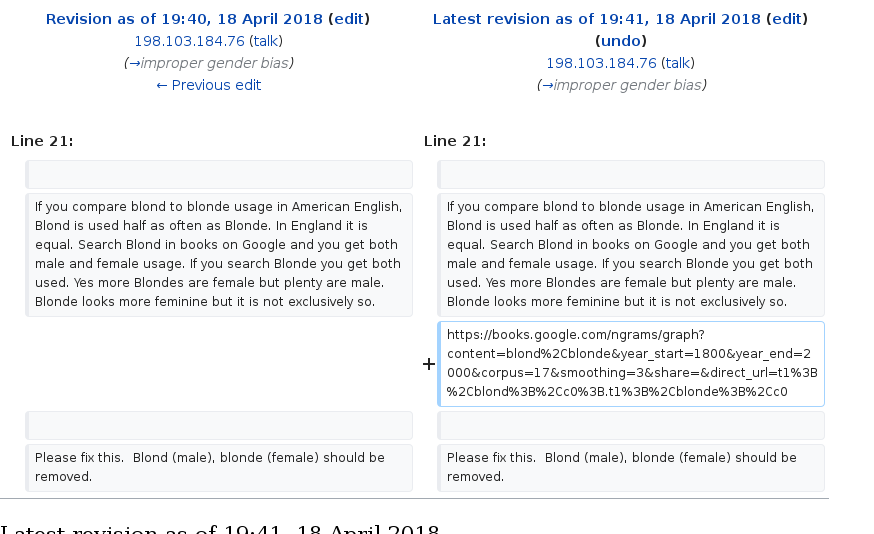 Revision as of 19:40, 18 April 2018 (edit)
198.103.184.76 (talk)
(→improper gender bias)
← Previous edit
Latest revision as of 19:41, 18 April 2018 (edit)
(undo)
198.103.184.76 (talk)
(→improper gender bias)
Line 21:
Line 21:
If you compare blond to blonde usage in American English,
Blond is used half as often as Blonde. In England it is
equal. Search Blond in books on Google and you get both
male and female usage. If you search Blonde you get both
used. Yes more Blondes are female but plenty are male.
Blonde looks more feminine but it is not exclusively so.
If you compare blond to blonde usage in American English,
Blond is used half as often as Blonde. In England it is
equal. Search Blond in books on Google and you get both
male and female usage. If you search Blonde you get both
used. Yes more Blondes are female but plenty are male.
Blonde looks more feminine but it is not exclusively so.
+
https://books.google.com/ngrams/graph?
content=blond%2Cblonde&year_start=1800&year_end=2
000&corpus=17&smoothing=3&share=&direct_url=t1%3B
%2Cblond%3B%2Cc0%3B.t1%3B%2Cblonde%3B%2Cc0
Please fix this.  Blond (male), blonde (female) should be
removed.
Please fix this.  Blond (male), blonde (female) should be
removed.
Latest revision as of 19:41, 18 April 2018